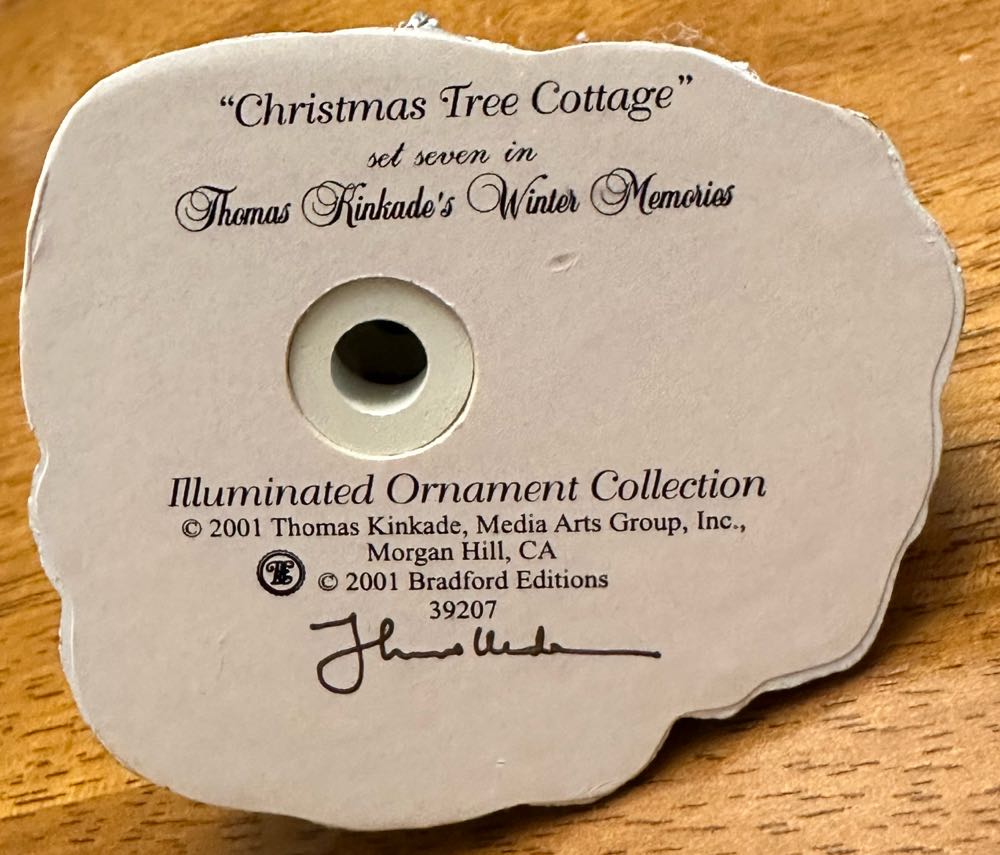 "Christmas Tree Cottage"
set seven in
Thomas Kinkade's Winter Memories
Illuminated Ornament Collection
© 2001 Thomas Kinkade, Media Arts Group, Inc.,
Morgan Hill, CA
© 2001 Bradford Editions
39207